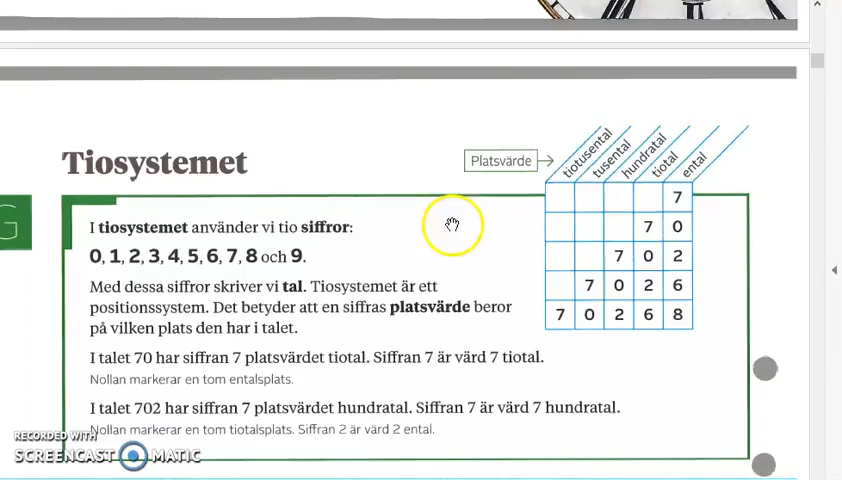 Tiosystemet
Platsvärde
tiotusental
tusental
hundratal
tiotal
ental
7
7 0
7 0 2
7 0 2 6
7 0 2 6 8
G
I tiosystemet använder vi tio siffror:
0, 1, 2, 3, 4, 5, 6, 7, 8 och 9.
Med dessa siffror skriver vi tal. Tiosystemet är ett
positionssystem. Det betyder att en siffras platsvärde beror
på vilken plats den har i talet.
I talet 70 har siffran 7 platsvärdet tiotal. Siffran 7 är värd 7 tiotal.
Nollan markerar en tom entalsplats.
I talet 702 har siffran 7 platsvärdet hundratal. Siffran 7 är värd 7 hundratal.
Nollan markerar en tom tiotalsplats. Siffran 2 är värd 2 ental.
RECORDED WITH
SCREENCAST MATIC